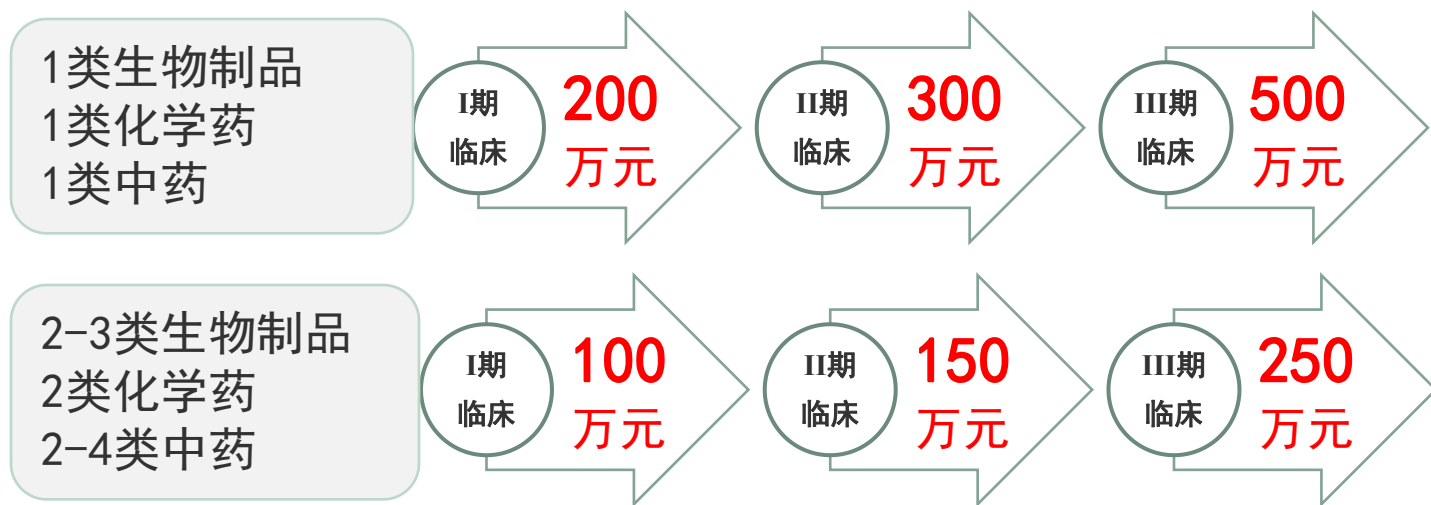 1类生物制品
1类化学药
1类中药
I期
临床
200
万元
II期
临床
300
万元
III期
临床
500
万元
2-3类生物制品
2类化学药
2-4类中药
I期
临床
100
万元
II期
临床
150
万元
III期
临床
250
万元